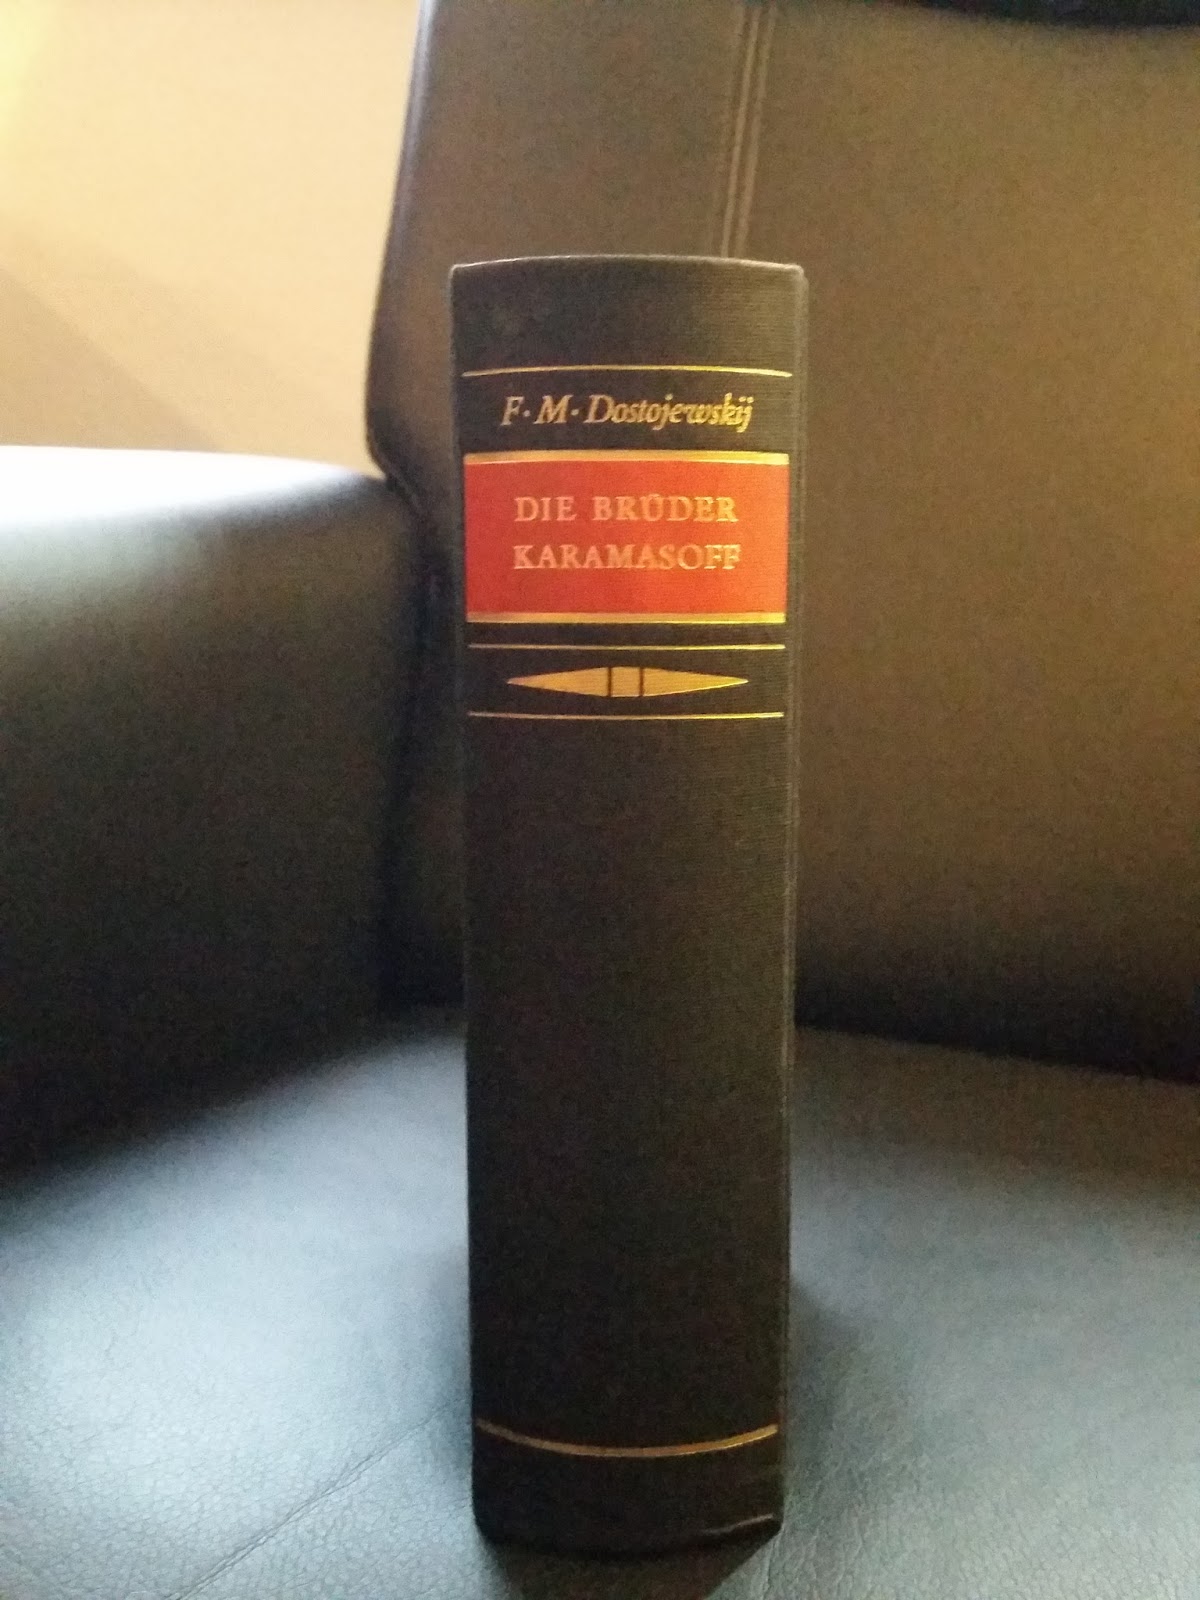 F. M. Dostojewskij
DIE BRÜDER
KARAMASOFF